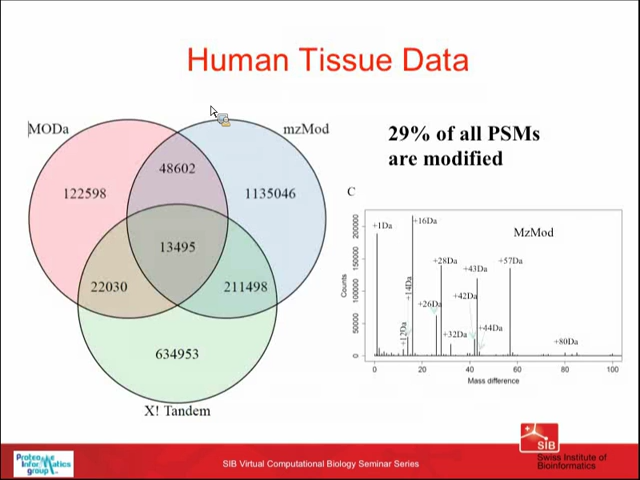 Human Tissue Data
MODa
mzMod
48602
122598
1135046
13495
22030
211498
634953
X! Tandem
29% of all PSMs
are modified
C
MzMod
+1Da
+16Da
+28Da
+43Da
+57Da
+14Da
+26Da
+42Da
+12Da
+32Da
+44Da
+80Da
Counts
200000
150000
100000
50000
0
0
20
40
60
80
100
Mass difference
Proteome
Informatics
group
SIB Virtual Computational Biology Seminar Series
SIB
Swiss Institute of
Bioinformatics